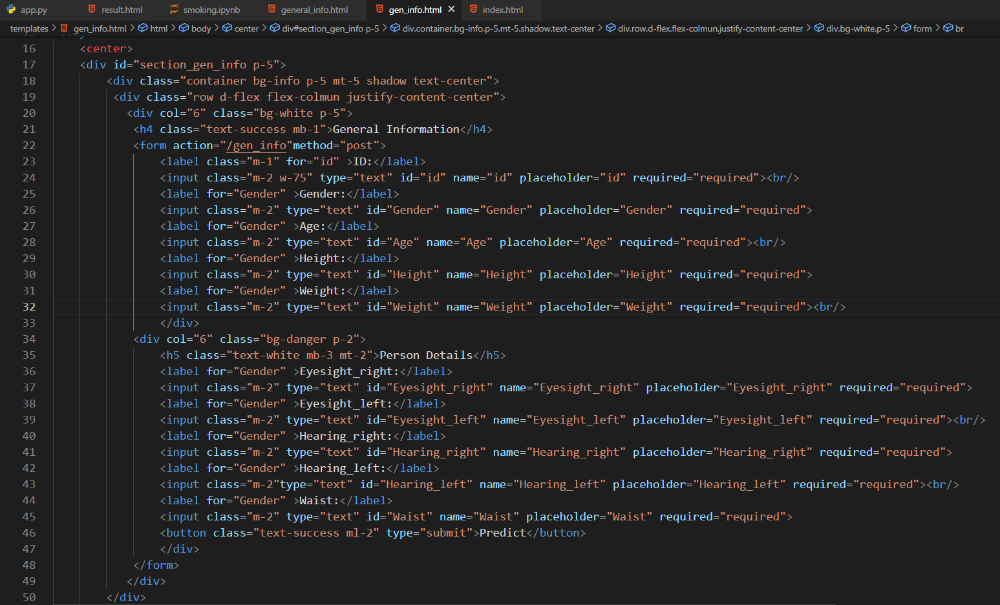 app.py result.html smoking.ipynb general_info.html gen_info.html index.html
templates > gen_info.html > html > body > center > div#section_gen_info p-5 > div.container.bg-info.p-5.mt-5.shadow.text-center > div.row.d-flex.flex-colmun.justify-content-center > div.bg-white.p-5 > form > br
16 <center>
17 <div id="section_gen_info p-5">
18 <div class="container bg-info p-5 mt-5 shadow text-center">
19 <div class="row d-flex flex-colmun justify-content-center">
20 <div col="6" class="bg-white p-5">
21 <h4 class="text-success mb-1">General Information</h4>
22 <form action="/gen_info"method="post">
23 <label class="m-1" for="id" >ID:</label>
24 <input class="m-2 w-75" type="text" id="id" name="id" placeholder="id" required="required"><br/>
25 <label for="Gender" >Gender:</label>
26 <input class="m-2" type="text" id="Gender" name="Gender" placeholder="Gender" required="required">
27 <label for="Gender" >Age:</label>
28 <input class="m-2" type="text" id="Age" name="Age" placeholder="Age" required="required"><br/>
29 <label for="Gender" >Height:</label>
30 <input class="m-2" type="text" id="Height" name="Height" placeholder="Height" required="required">
31 <label for="Gender" >Weight:</label>
32 <input class="m-2" type="text" id="Weight" name="Weight" placeholder="Weight" required="required"><br/>
33 </div>
34 <div col="6" class="bg-danger p-2">
35 <h5 class="text-white mb-3 mt-2">Person Details</h5>
36 <label for="Gender" >Eyesight_right:</label>
37 <input class="m-2" type="text" id="Eyesight_right" name="Eyesight_right" placeholder="Eyesight_right" required="required">
38 <label for="Gender" >Eyesight_left:</label>
39 <input class="m-2" type="text" id="Eyesight_left" name="Eyesight_left" placeholder="Eyesight_left" required="required"><br/>
40 <label for="Gender" >Hearing_right:</label>
41 <input class="m-2" type="text" id="Hearing_right" name="Hearing_right" placeholder="Hearing_right" required="required">
42 <label for="Gender" >Hearing_left:</label>
43 <input class="m-2"type="text" id="Hearing_left" name="Hearing_left" placeholder="Hearing_left" required="required"><br/>
44 <label for="Gender" >Waist:</label>
45 <input class="m-2" type="text" id="Waist" name="Waist" placeholder="Waist" required="required">
46 <button class="text-success ml-2" type="submit">Predict</button>
47 </div>
48 </form>
49 </div>
50 </div>